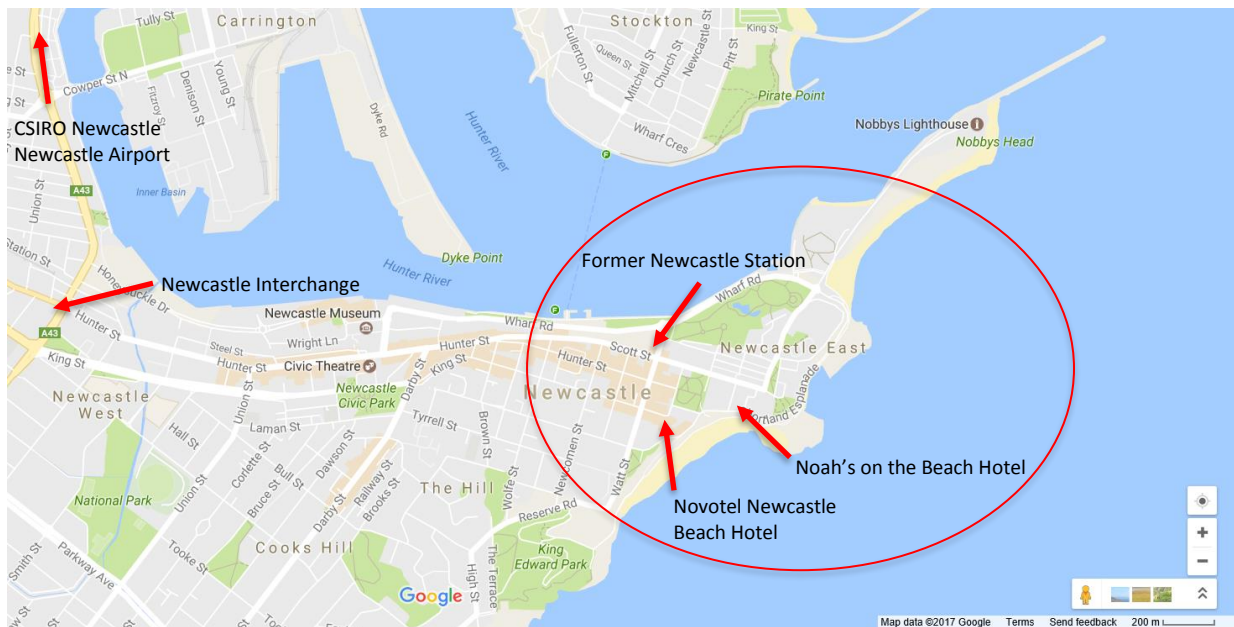 Tully St
Carrington
Stockton
King St
Fullerton St
Queen St
Mitchell St
Church St
Newcastle St
Pitt St
Cowper St N
Fitzroy St
Denison St
Young St
Dyke Rd
Hunter River
Pirate Point
Wharf Cres
Nobbys Lighthouse
Nobbys Head
CSIRO Newcastle
Newcastle Airport
A43
Union St
Inner Basin
Station St
Honeysuckle Dr
Dyke Point
Hunter River
Former Newcastle Station
Newcastle Interchange
Wharf Rd
Newcastle Museum
Wharf Rd
A43
Hunter St
Steel St
Wright Ln
Hunter St
Scott St
Newcastle East
King St
Hunter St
Civic Theatre
Darby St
King St
Hunter St
Newcastle
Newcastle
Civic Park
Newcastle
West
Union St
Laman St
Tyrrell St
Esplanade
Hall St
Corlette St
Bull St
Dawson St
Brown St
Newcomen St
Watt St
Noah's on the Beach Hotel
National Park
Union St
Bruce St
Darby St
Railway St
Brooks St
The Hill
Wolfe St
Reserve Rd
Novotel Newcastle
Beach Hotel
Parkway Ave
Smith St
Tooke St
Cooks Hill
The Terrace
High St
King
Edward Park
Google
Map data ©2017 Google
Terms
Send feedback
200 m